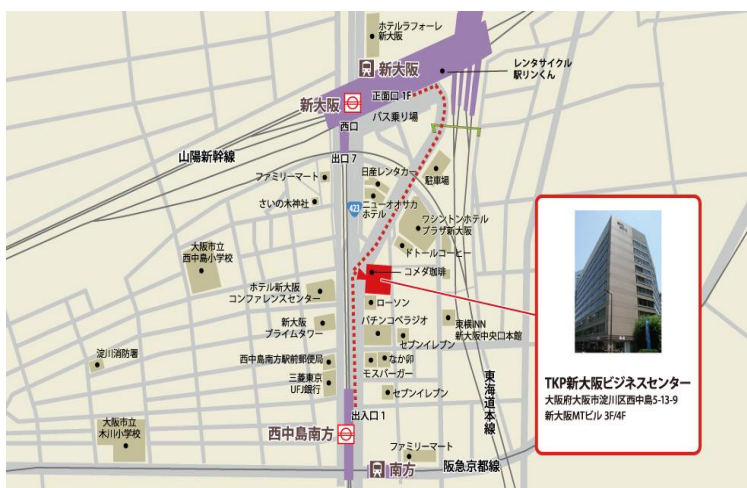 ホテルラフォーレ
新大阪
新大阪
レンタサイクル
駅リンくん
新大阪
正面口 1F
西口
バス乗り場
山陽新幹線
出口 7
日産レンタカー
駐車場
ファミリーマート
さいの木神社
423
ニューオオサカ
ホテル
ワシントンホテル
プラザ新大阪
大阪市立
西中島小学校
ドトールコーヒー
コメダ珈琲
ホテル新大阪
コンファレンスセンター
ローソン
新大阪
プライムタワー
パチンコベラジオ
東横INN
新大阪中央口本館
セブンイレブン
淀川消防署
西中島南方駅前郵便局
なか卯
モスバーガー
三菱東京
UFJ銀行
セブンイレブン
東海道本線
出入口 1
大阪市立
木川小学校
西中島南方
ファミリーマート
南方
阪急京都線
TKP新大阪ビジネスセンター
大阪府大阪市淀川区西中島5-13-9
新大阪MTビル 3F/4F